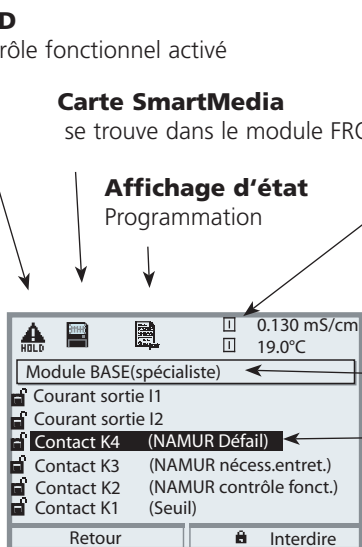 D
rôle fonctionnel activé
Carte SmartMedia
se trouve dans le module FRO
Affichage d‘état
Programmation
HOLD
I 0.130 mS/cm
I 19.0°C
Module BASE(spécialiste)
Courant sortie I1
Courant sortie I2
Contact K4 (NAMUR Défail)
Contact K3 (NAMUR nécess.entret.)
Contact K2 (NAMUR contrôle fonct.)
Contact K1 (Seuil)
Retour Interdire